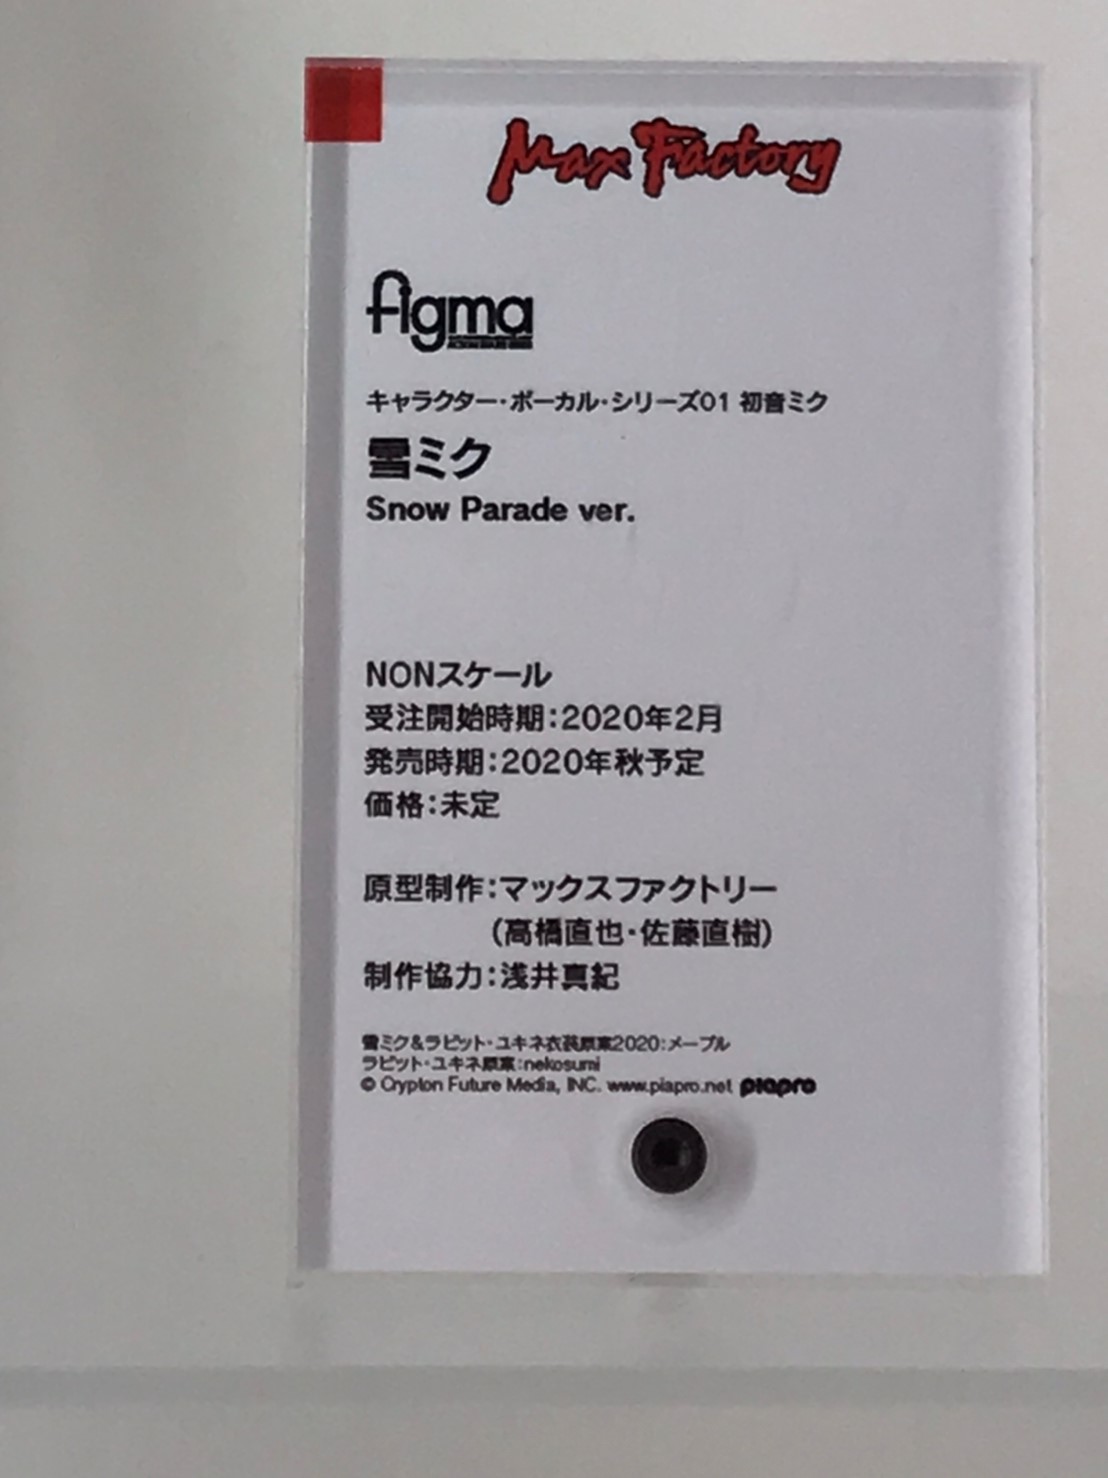 Max Factory
figma
キャラクター・ボーカル・シリーズ01 初音ミク
雪ミク
Snow Parade ver.
NONスケール
受注開始時期：2020年2月
発売時期：2020年秋予定
価格：未定
原型制作：マックスファクトリー
（高橋直也・佐藤直樹）
制作協力：浅井真紀
雪ミク＆ラビット・ユキネ衣装原案2020：メープル
ラビット・ユキネ原案：nekosumi
© Crypton Future Media, INC. www.piapro.net piapro